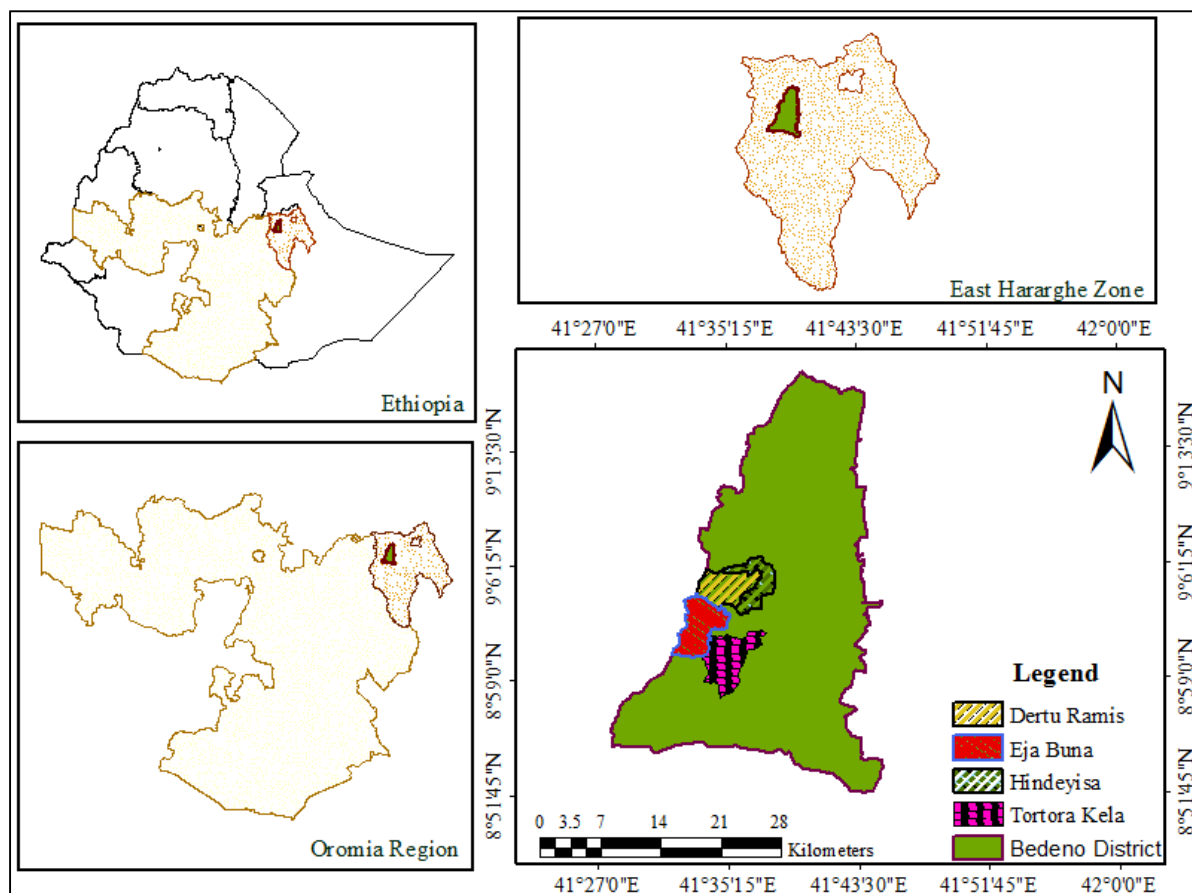 Ethiopia
East Hararghe Zone
Oromia Region
41°27'0"E 41°35'15"E 41°43'30"E 41°51'45"E 42°0'0"E
9°13'30"N 9°13'30"N
9°6'15"N 9°6'15"N
8°59'0"N 8°59'0"N
8°51'45"N 8°51'45"N
N
Legend
Dertu Ramis
Eja Buna
Hindeyisa
Tortora Kela
Bedeno District
0 3.5 7 14 21 28
Kilometers
41°27'0"E 41°35'15"E 41°43'30"E 41°51'45"E 42°0'0"E